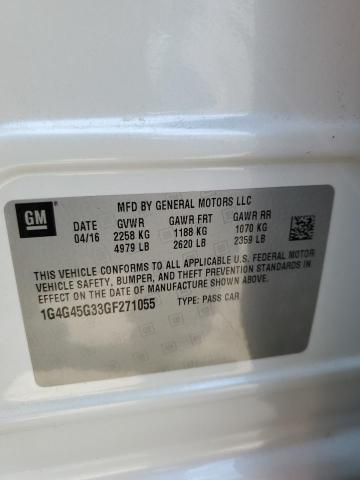 GM
MFD BY GENERAL MOTORS LLC
DATE GVWR GAWR FRT GAWR RR
04/16 2258 KG 1188 KG 1070 KG
4979 LB 2620 LB 2359 LB
THIS VEHICLE CONFORMS TO ALL APPLICABLE U.S. FEDERAL MOTOR
VEHICLE SAFETY, BUMPER, AND THEFT PREVENTION STANDARDS IN
EFFECT ON THE DATE OF MANUFACTURE SHOWN ABOVE.
1G4G45G33GF271055 TYPE: PASS CAR